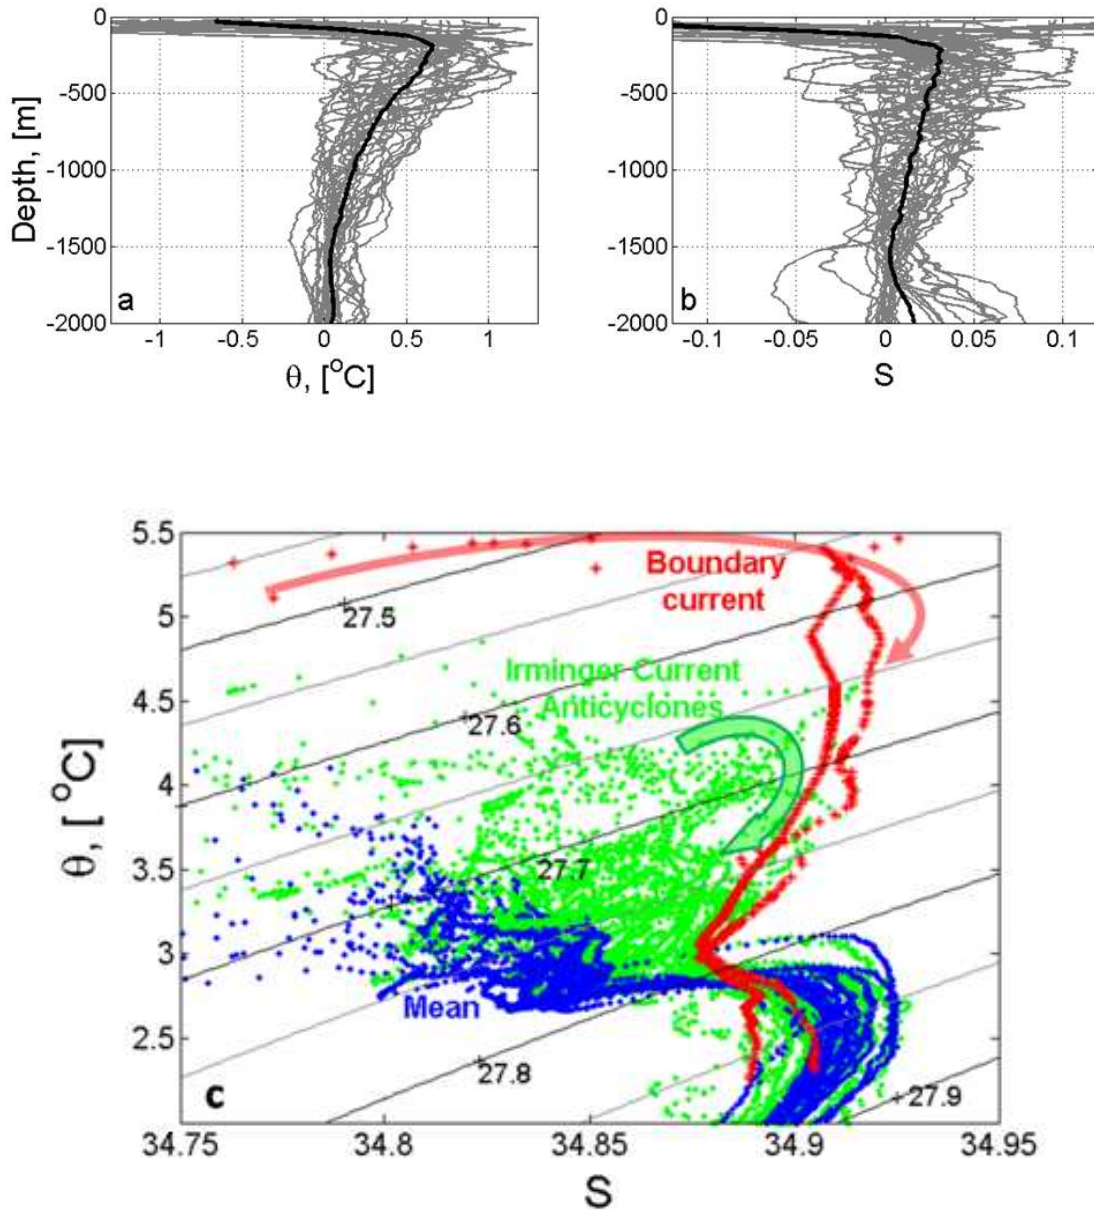 0
-500
-1000
-1500
-2000
Depth, [m]
a
-1 -0.5 0 0.5 1
θ, [°C]
0
-500
-1000
-1500
-2000
b
-0.1 -0.05 0 0.05 0.1
S
5.5
5
4.5
4
3.5
3
2.5
θ, [ °C]
Boundary
current
27.5
Irminger Current
Anticyclones
27.6
27.7
Mean
27.8
27.9
c
34.75 34.8 34.85 34.9 34.95
S